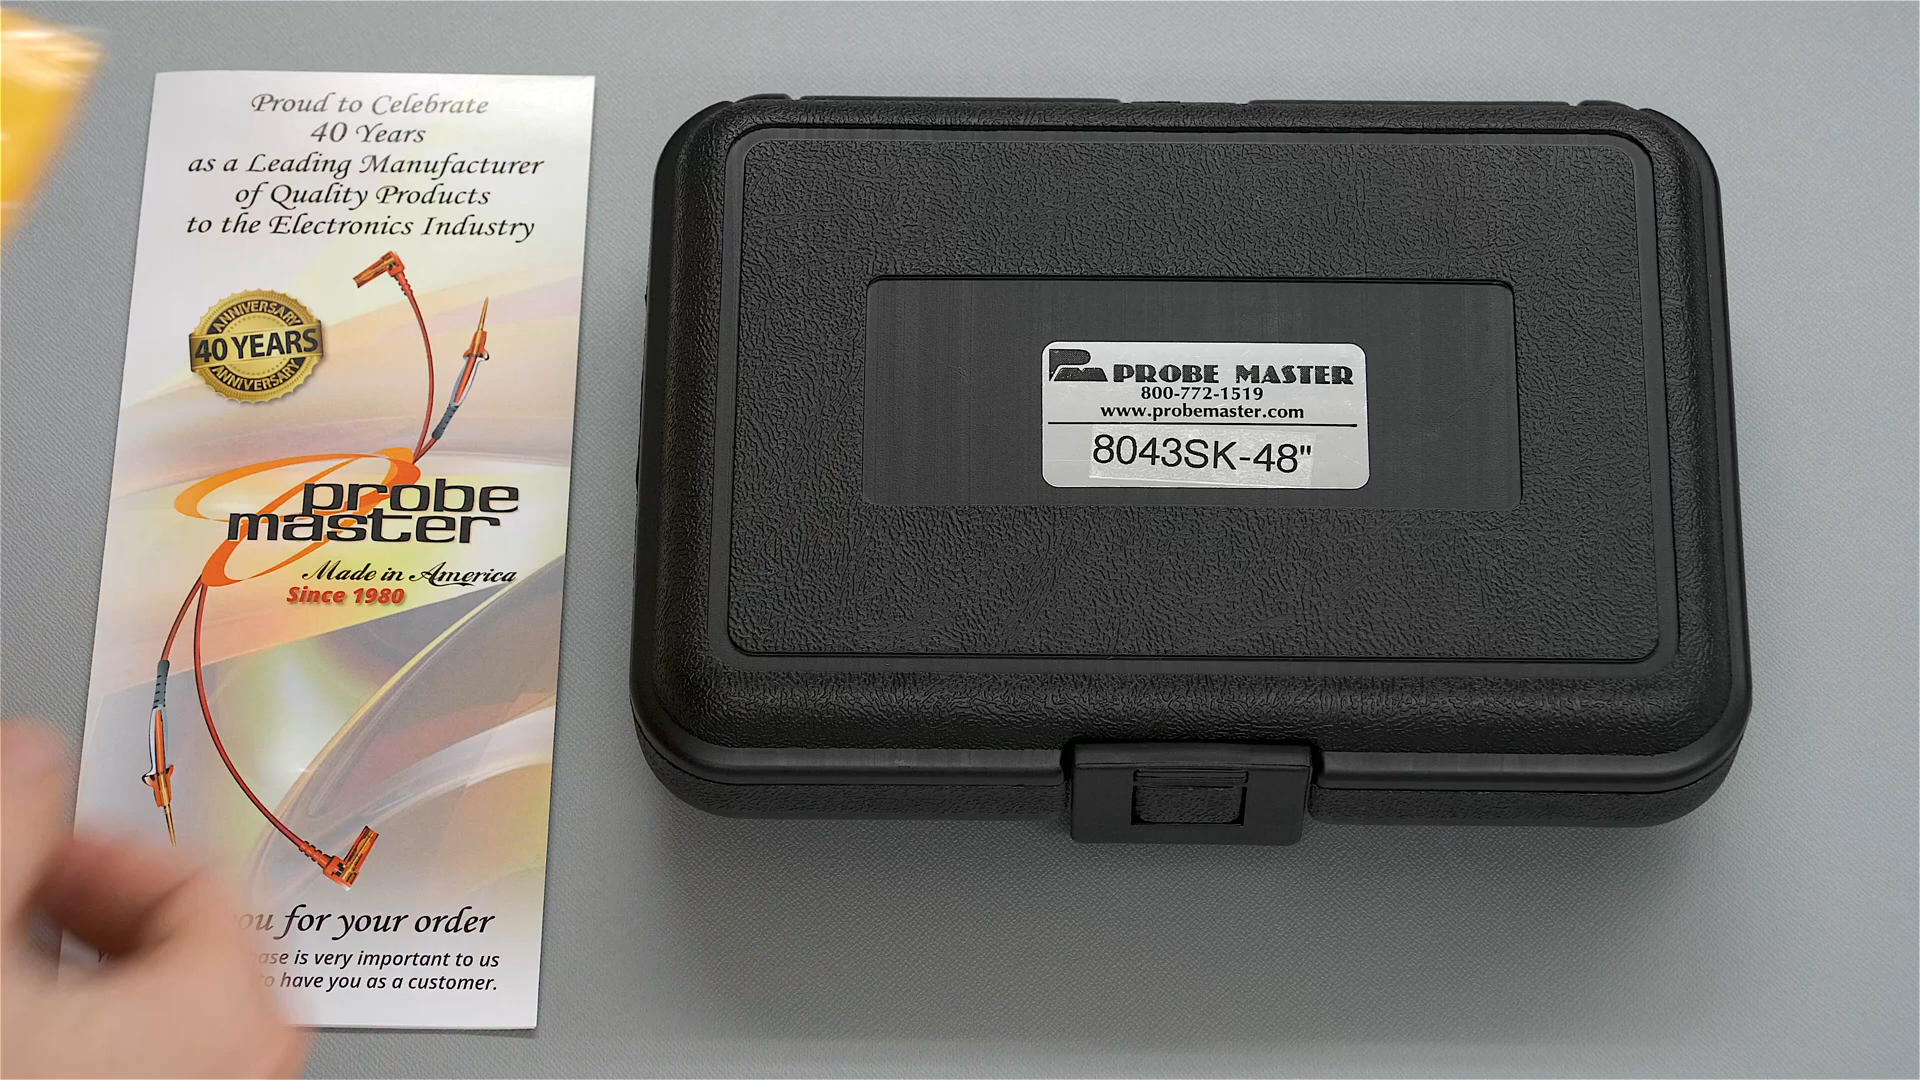 Proud to Celebrate
40 Years
as a Leading Manufacturer
of Quality Products
to the Electronics Industry
ANNIVERSARY
40 YEARS
ANNIVERSARY
probe
master
Made in America
Since 1980
for your order
is very important to us
to have you as a customer.
PROBE MASTER
800-772-1519
www.probemaster.com
8043SK-48"